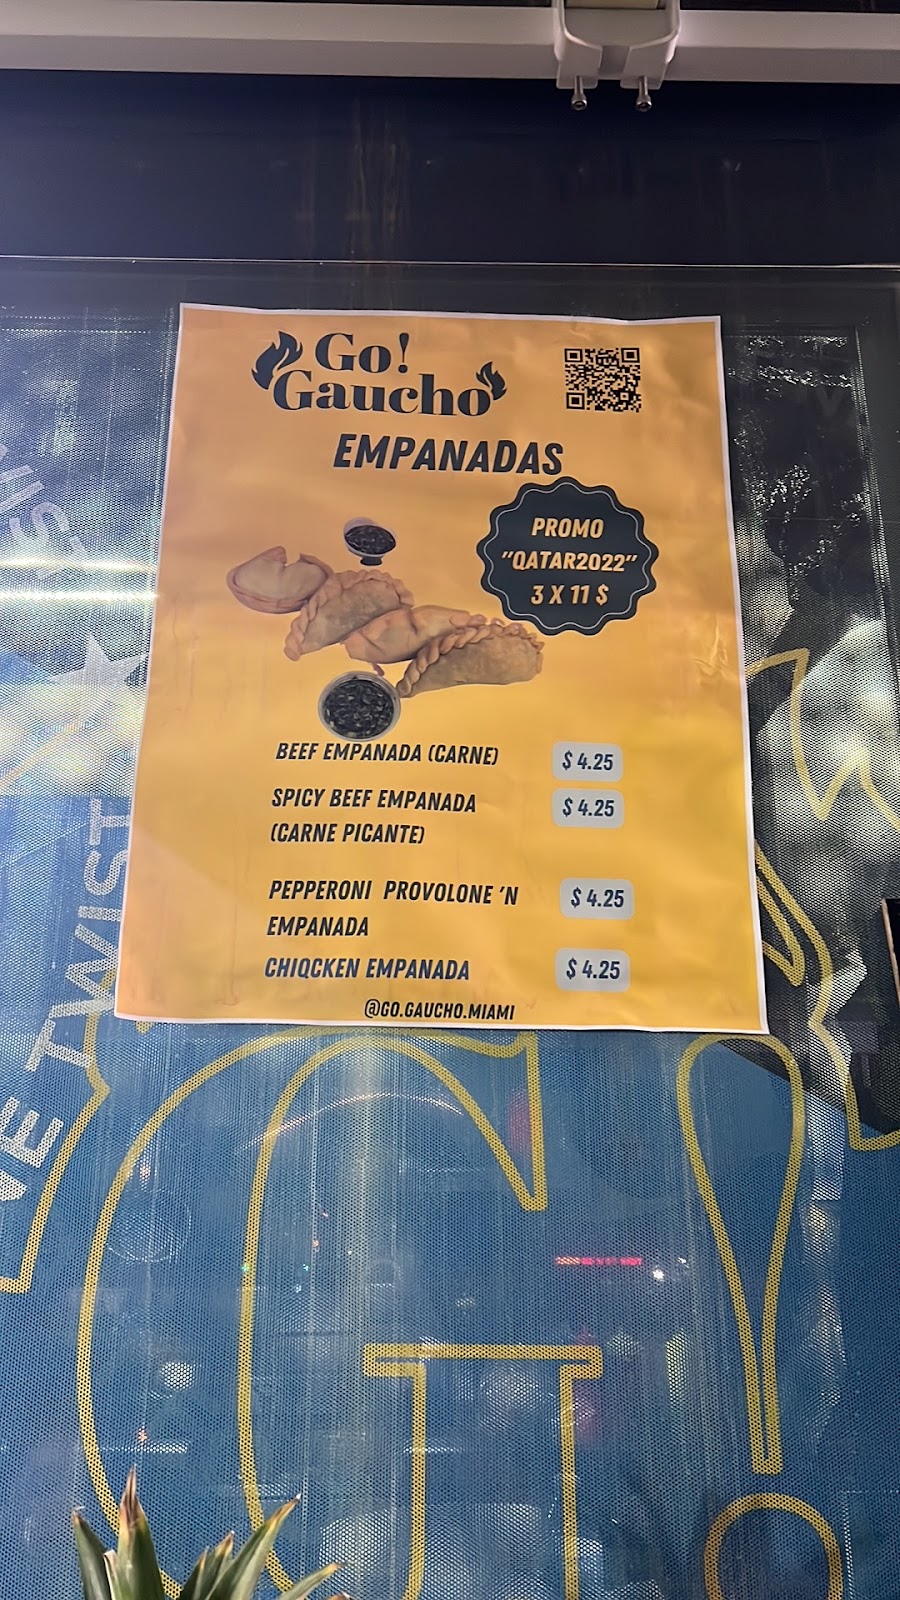 Go!
Gaucho
EMPANADAS
PROMO
"QATAR2022"
3 X 11 $
BEEF EMPANADA (CARNE) $ 4.25
SPICY BEEF EMPANADA $ 4.25
(CARNE PICANTE)
PEPPERONI PROVOLONE 'N $ 4.25
EMPANADA
CHIQCKEN EMPANADA $ 4.25
@GO.GAUCHO.MIAMI
TWIST
G!